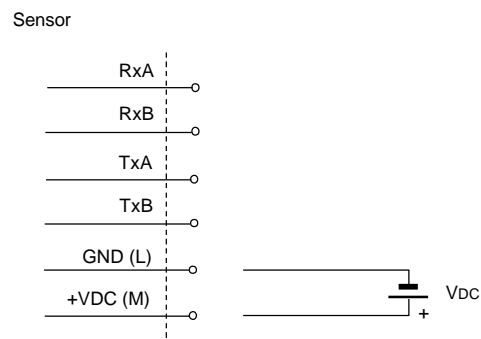 Sensor
RxA
RxB
TxA
TxB
GND (L)
+VDC (M)
VDC
+